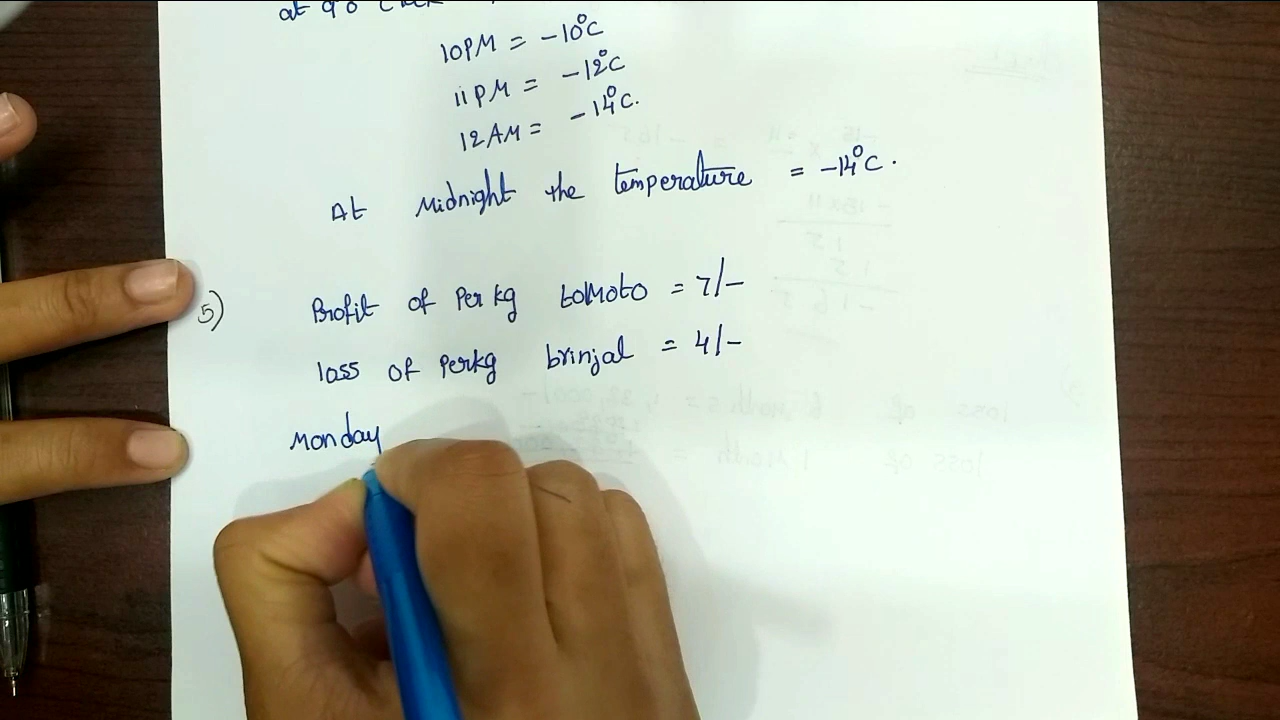 10PM = -10°C
11PM = -12°C
12AM = -14°C.
At Midnight the temperature = -14°C.
5) Profit of Per kg tomoto = 7/-
loss of Perkg brinjal = 4/-
Monday